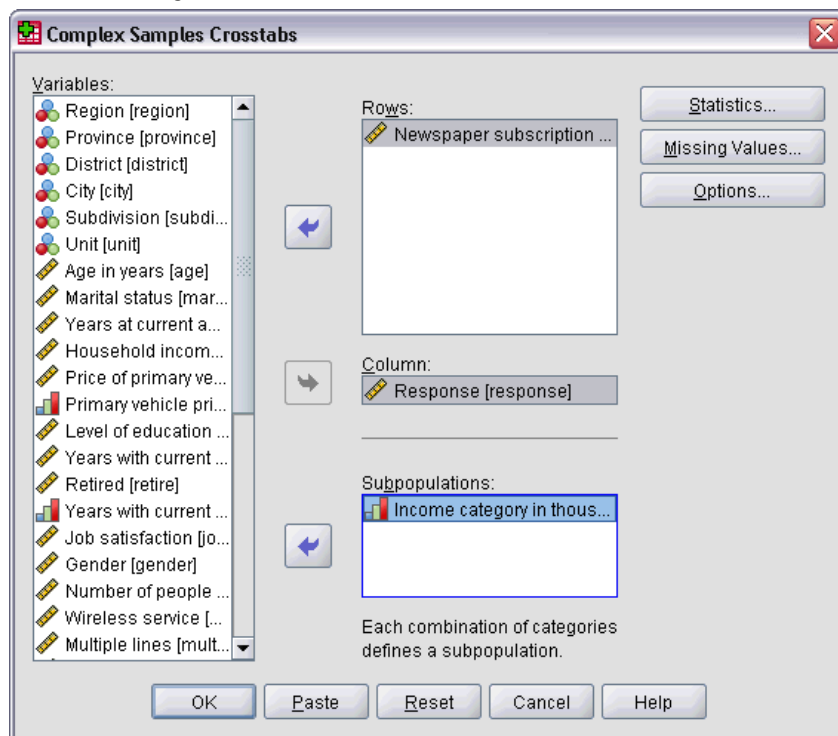 Complex Samples Crosstabs
Variables:
Region [region]
Province [province]
District [district]
City [city]
Subdivision [subdi...
Unit [unit]
Age in years [age]
Marital status [mar...
Years at current a...
Household incom...
Price of primary ve...
Primary vehicle pri...
Level of education ...
Years with current ...
Retired [retire]
Years with current ...
Job satisfaction [jo...
Gender [gender]
Number of people ...
Wireless service [...
Multiple lines [mult...
Rows:
Newspaper subscription ...
Column:
Response [response]
Subpopulations:
Income category in thous...
Each combination of categories
defines a subpopulation.
Statistics...
Missing Values...
Options...
OK
Paste
Reset
Cancel
Help